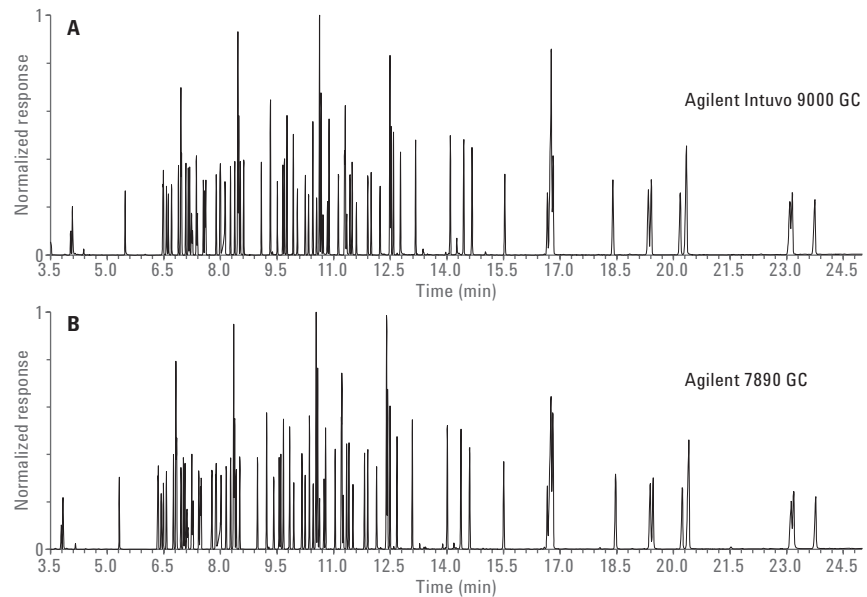 A
Agilent Intuvo 9000 GC
Normalized response
1
0
3.5 5.0 6.5 8.0 9.5 11.0 12.5 14.0 15.5 17.0 18.5 20.0 21.5 23.0 24.5
Time (min)
B
Agilent 7890 GC
Normalized response
1
0
3.5 5.0 6.5 8.0 9.5 11.0 12.5 14.0 15.5 17.0 18.5 20.0 21.5 23.0 24.5
Time (min)